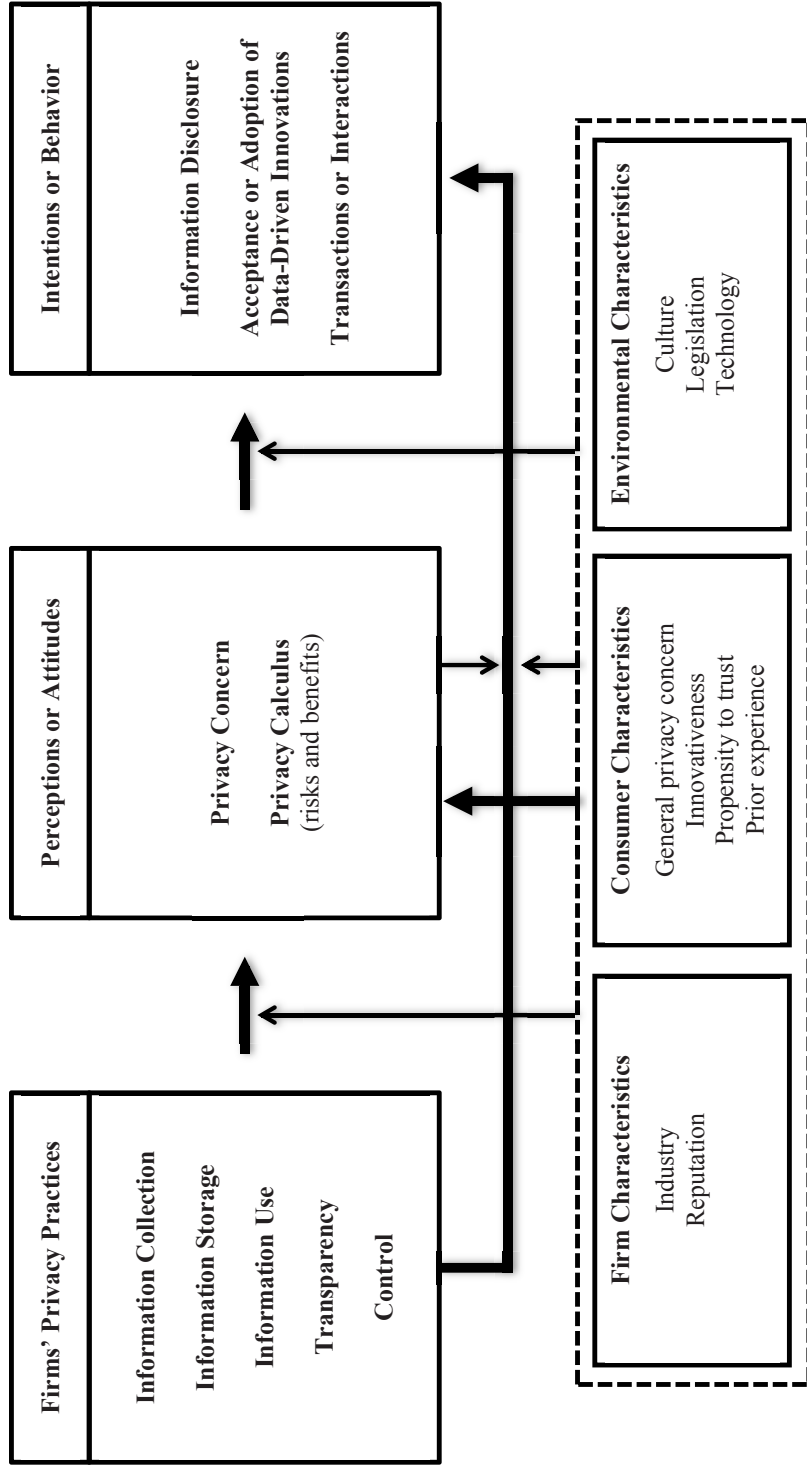 Firms’ Privacy Practices
Information Collection
Information Storage
Information Use
Transparency
Control
Perceptions or Attitudes
Privacy Concern
Privacy Calculus
(risks and benefits)
Intentions or Behavior
Information Disclosure
Acceptance or Adoption of
Data-Driven Innovations
Transactions or Interactions
Firm Characteristics
Industry
Reputation
Consumer Characteristics
General privacy concern
Innovativeness
Propensity to trust
Prior experience
Environmental Characteristics
Culture
Legislation
Technology